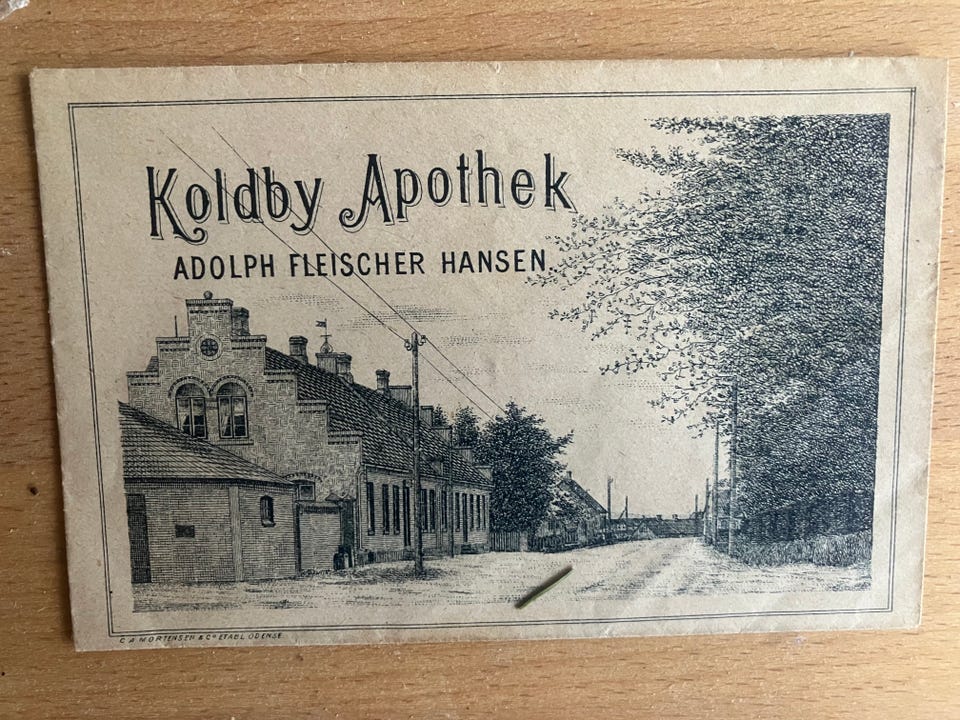 Koldby Apothek
ADOLPH FLEISCHER HANSEN.
C A MORTENSEN & Cº ETABL ODENSE